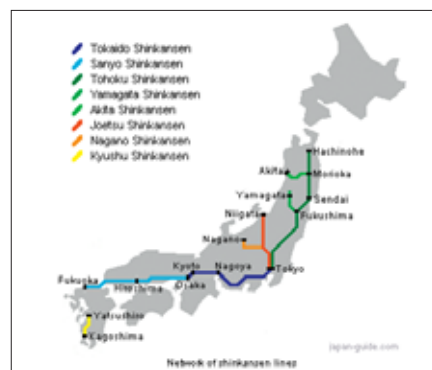 Tokaido Shinkansen
Sanyo Shinkansen
Tohoku Shinkansen
Yamagata Shinkansen
Akita Shinkansen
Joetsu Shinkansen
Nagano Shinkansen
Kyushu Shinkansen
Hachinohe
Akita
Morioka
Yamagata
Sendai
Niigata
Fukushima
Nagano
Kyoto
Nagoya
Tokyo
Fukuoka
Hiroshima
Osaka
Yatsushiro
Kagoshima
japan-guide.com
Network of shinkansen lines